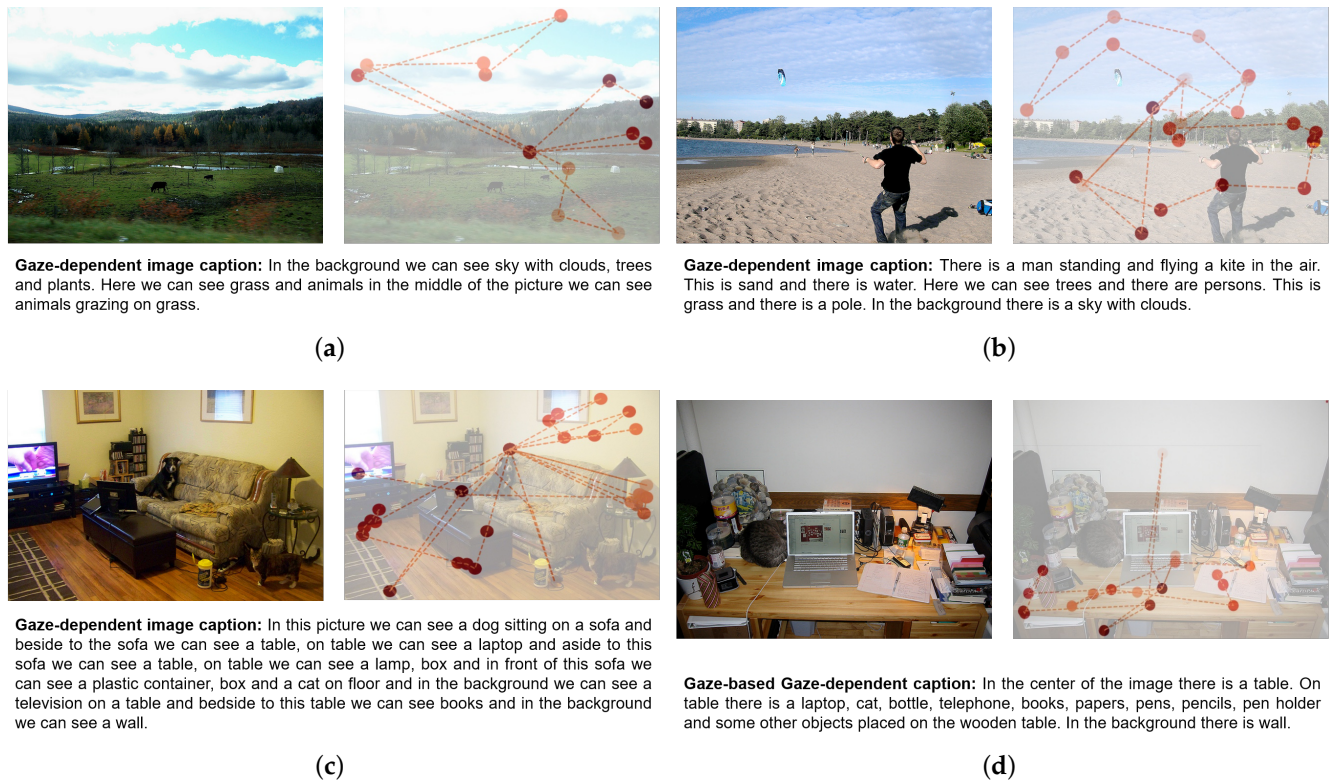 Gaze-dependent image caption: In the background we can see sky with clouds, trees
and plants. Here we can see grass and animals in the middle of the picture we can see
animals grazing on grass.
(a)
Gaze-dependent image caption: There is a man standing and flying a kite in the air.
This is sand and there is water. Here we can see trees and there are persons. This is
grass and there is a pole. In the background there is a sky with clouds.
(b)
Gaze-dependent image caption: In this picture we can see a dog sitting on a sofa and
beside to the sofa we can see a table, on table we can see a laptop and aside to this
sofa we can see a table, on table we can see a lamp, box and in front of this sofa we
can see a plastic container, box and a cat on floor and in the background we can see a
television on a table and bedside to this table we can see books and in the background
we can see a wall.
(c)
Gaze-based Gaze-dependent caption: In the center of the image there is a table. On
table there is a laptop, cat, bottle, telephone, books, papers, pens, pencils, pen holder
and some other objects placed on the wooden table. In the background there is wall.
(d)